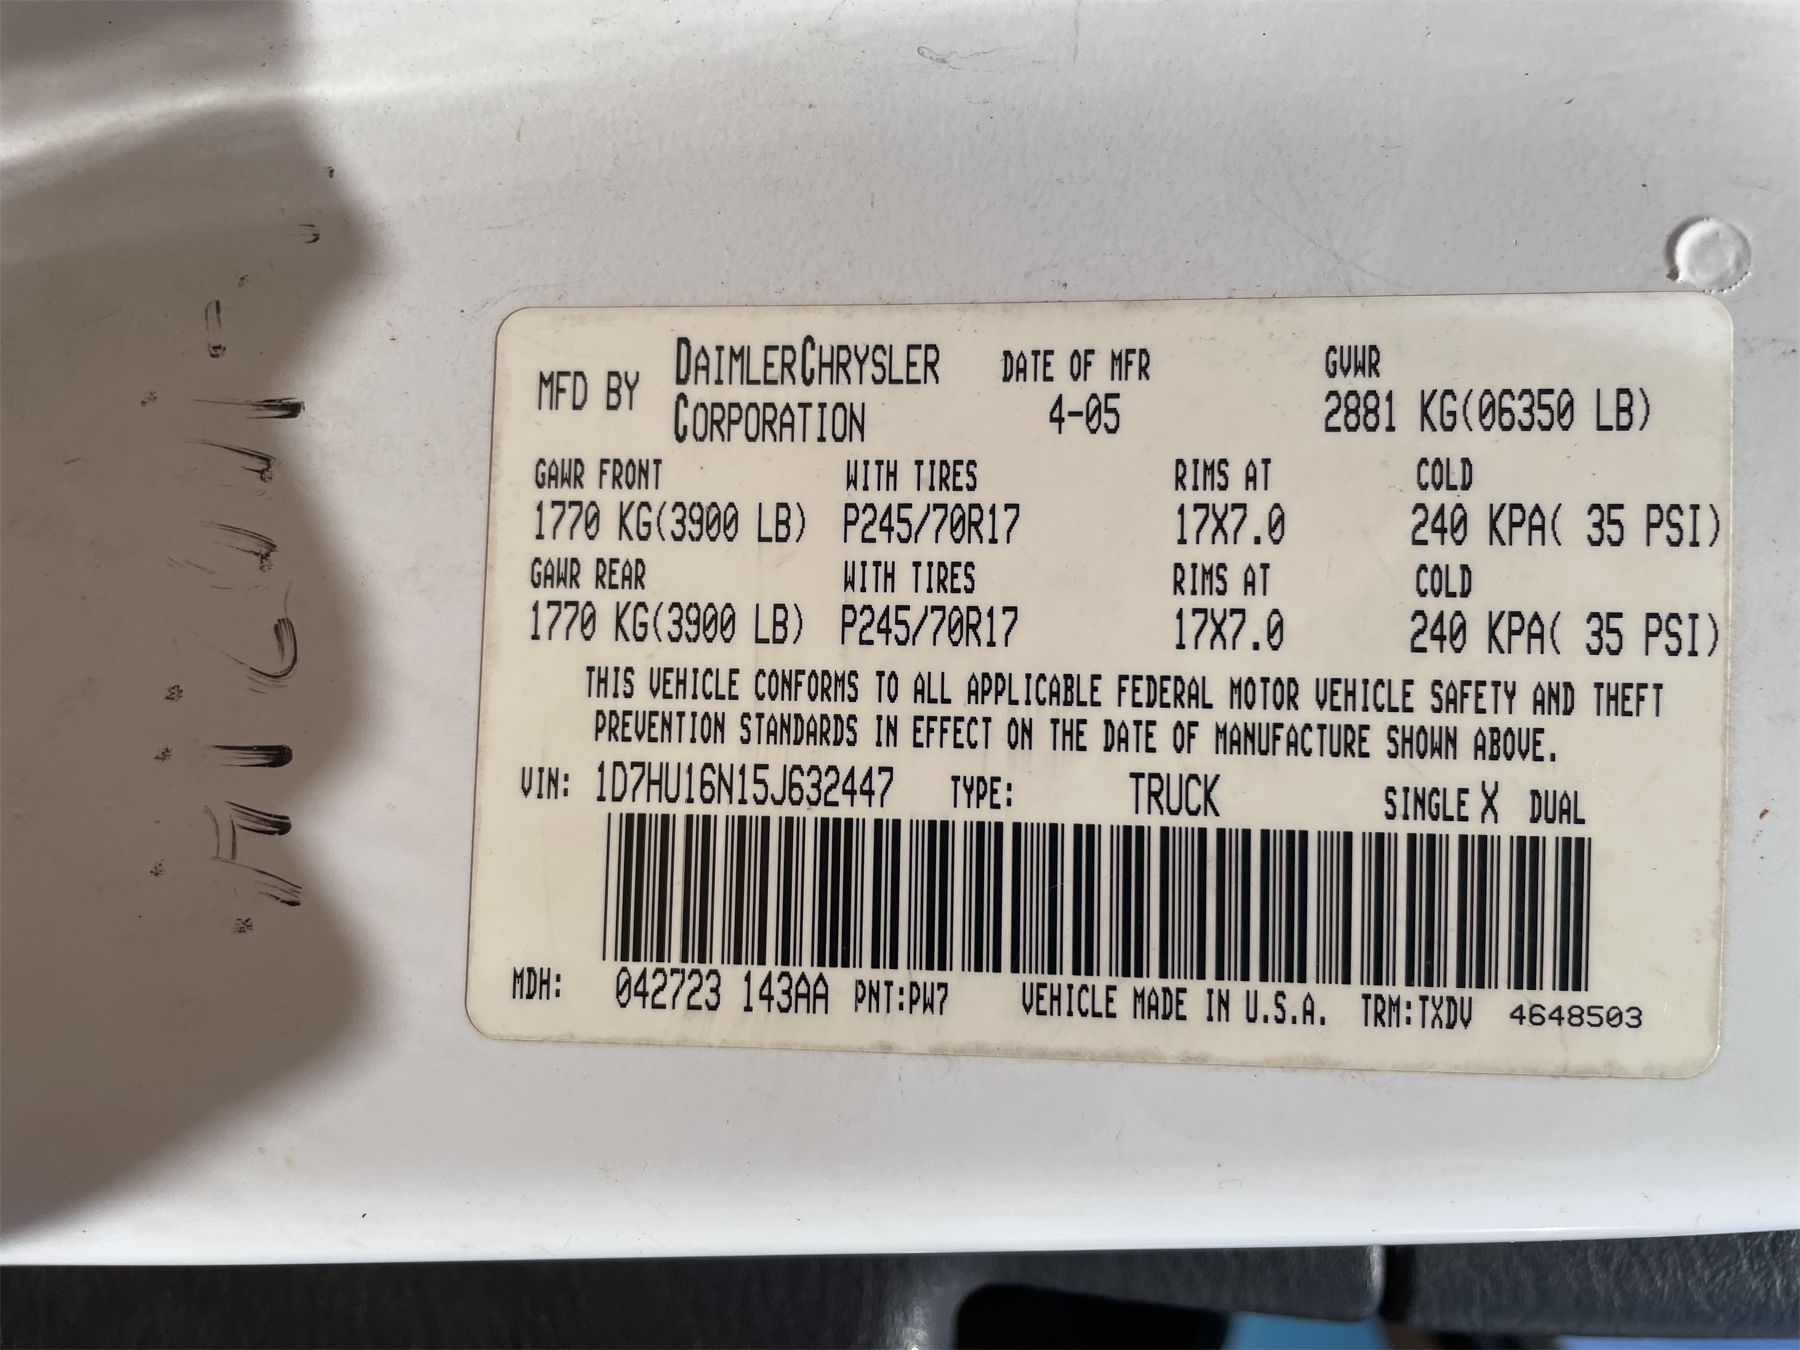 MFD BY DAIMLERCHRYSLER CORPORATION DATE OF MFR 4-05 GVWR 2881 KG(06350 LB)
GAWR FRONT WITH TIRES RIMS AT COLD
1770 KG(3900 LB) P245/70R17 17X7.0 240 KPA( 35 PSI)
GAWR REAR WITH TIRES RIMS AT COLD
1770 KG(3900 LB) P245/70R17 17X7.0 240 KPA( 35 PSI)
THIS VEHICLE CONFORMS TO ALL APPLICABLE FEDERAL MOTOR VEHICLE SAFETY AND THEFT
PREVENTION STANDARDS IN EFFECT ON THE DATE OF MANUFACTURE SHOWN ABOVE.
VIN: 1D7HU16N15J632447 TYPE: TRUCK SINGLE X DUAL
MDH: 042723 143AA PNT:PW7 VEHICLE MADE IN U.S.A. TRM:TXDV 4648503